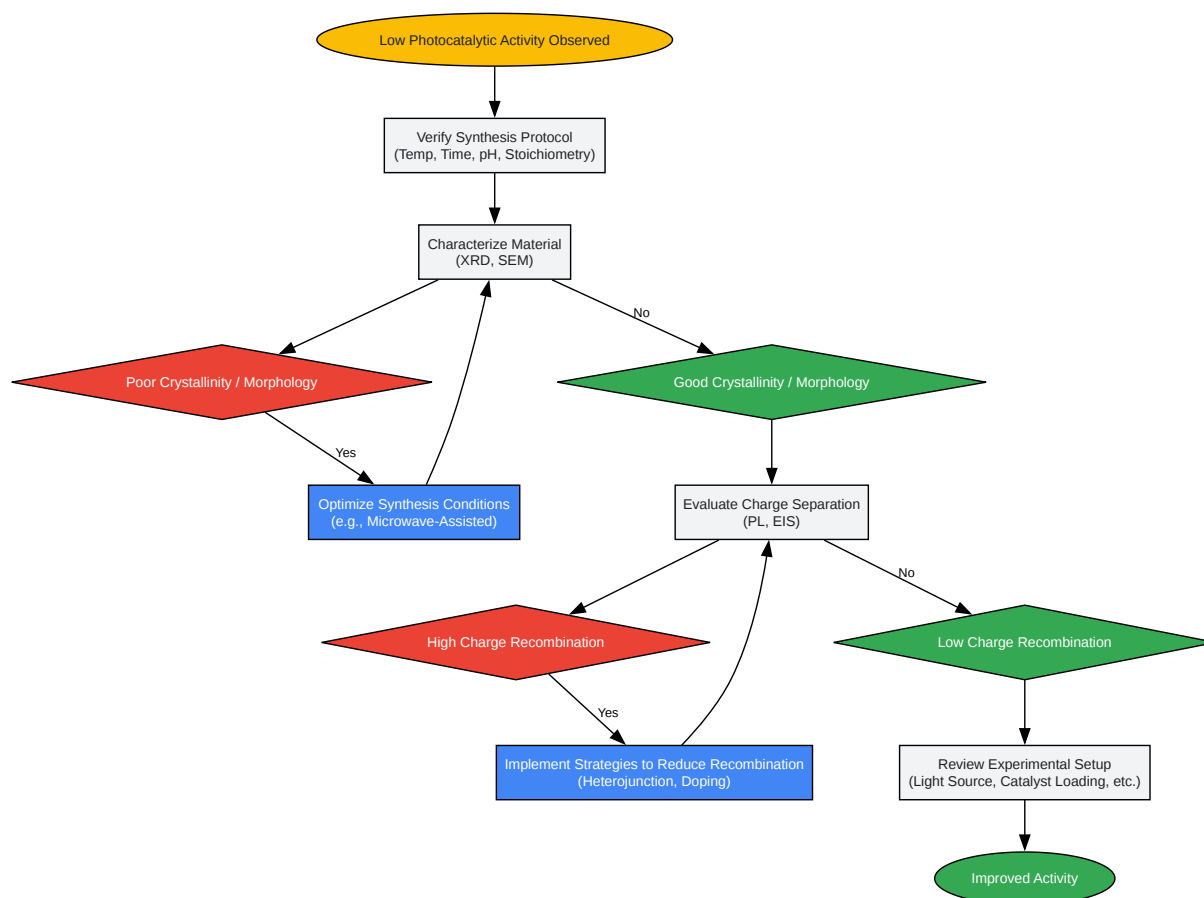 Low Photocatalytic Activity Observed
Verify Synthesis Protocol
(Temp, Time, pH, Stoichiometry)
Characterize Material
(XRD, SEM)
No
Poor Crystallinity / Morphology
Good Crystallinity / Morphology
Yes
Optimize Synthesis Conditions
(e.g., Microwave-Assisted)
Evaluate Charge Separation
(PL, EIS)
No
High Charge Recombination
Low Charge Recombination
Yes
Implement Strategies to Reduce Recombination
(Heterojunction, Doping)
Review Experimental Setup
(Light Source, Catalyst Loading, etc.)
Improved Activity